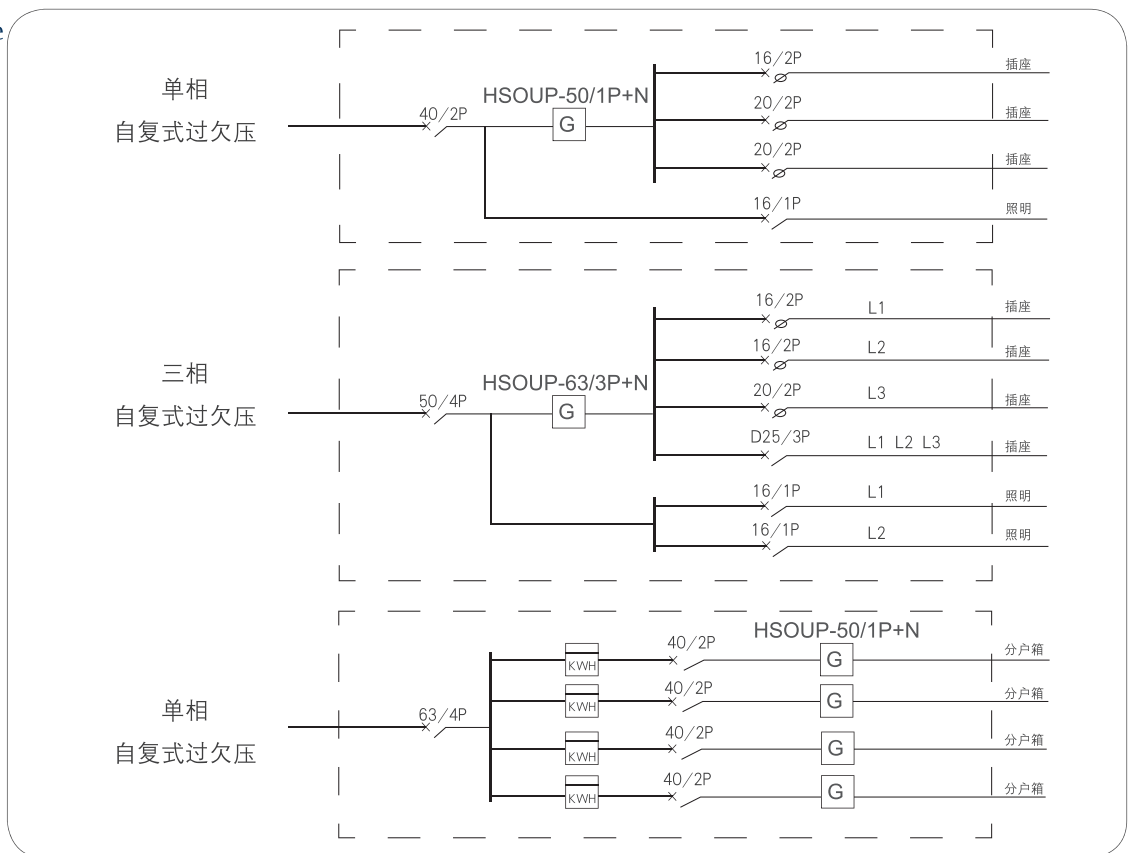 e
单相
自复式过欠压
40/2P
HSOUP-50/1P+N
G
16/2P
插座
20/2P
插座
20/2P
插座
16/1P
照明
三相
自复式过欠压
50/4P
HSOUP-63/3P+N
G
16/2P
L1
插座
16/2P
L2
插座
20/2P
L3
插座
D25/3P
L1 L2 L3
插座
16/1P
L1
照明
16/1P
L2
照明
单相
自复式过欠压
63/4P
HSOUP-50/1P+N
KWH
40/2P
G
分户箱
KWH
40/2P
G
分户箱
KWH
40/2P
G
分户箱
KWH
40/2P
G
分户箱